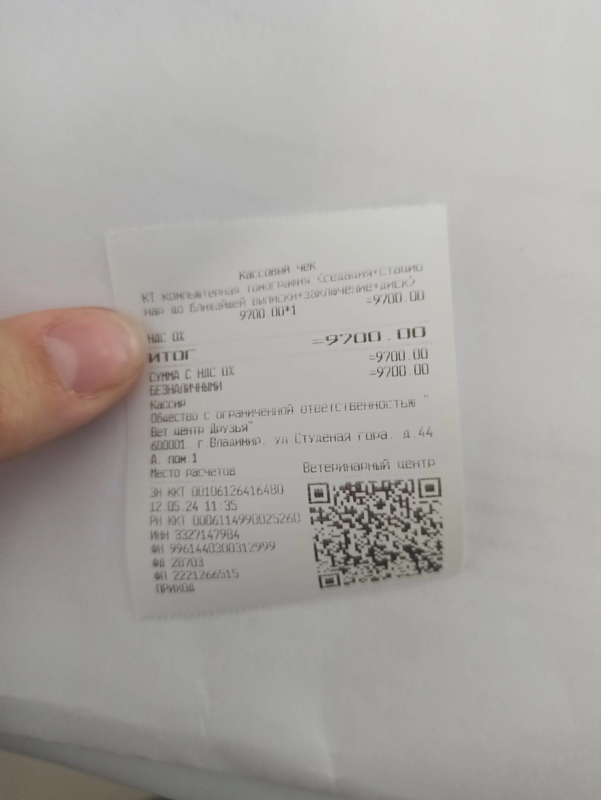 Кассовый чек
КТ компьютерная томография <седация+стацио
нар до ближайшей выписки+заключение+диск>
9700.00*1 =9700.00
НДС 0%
ИТОГ =9700.00
СУММА С НДС 0% =9700.00
БЕЗНАЛИЧНЫМИ =9700.00
Кассир
Общество с ограниченной ответственностью "
Вет центр Друзья"
600001, г.Владимир, ул Студеная гора, д.44
А, пом.1
Место расчетов Ветеринарный центр
ЗН ККТ 00106126416480
12.05.24 11:35
РН ККТ 0006114990025260
ИНН 3327147984
ФН 9961440300312999
ФД 28703
ФП 2221266515
ПРИХОД